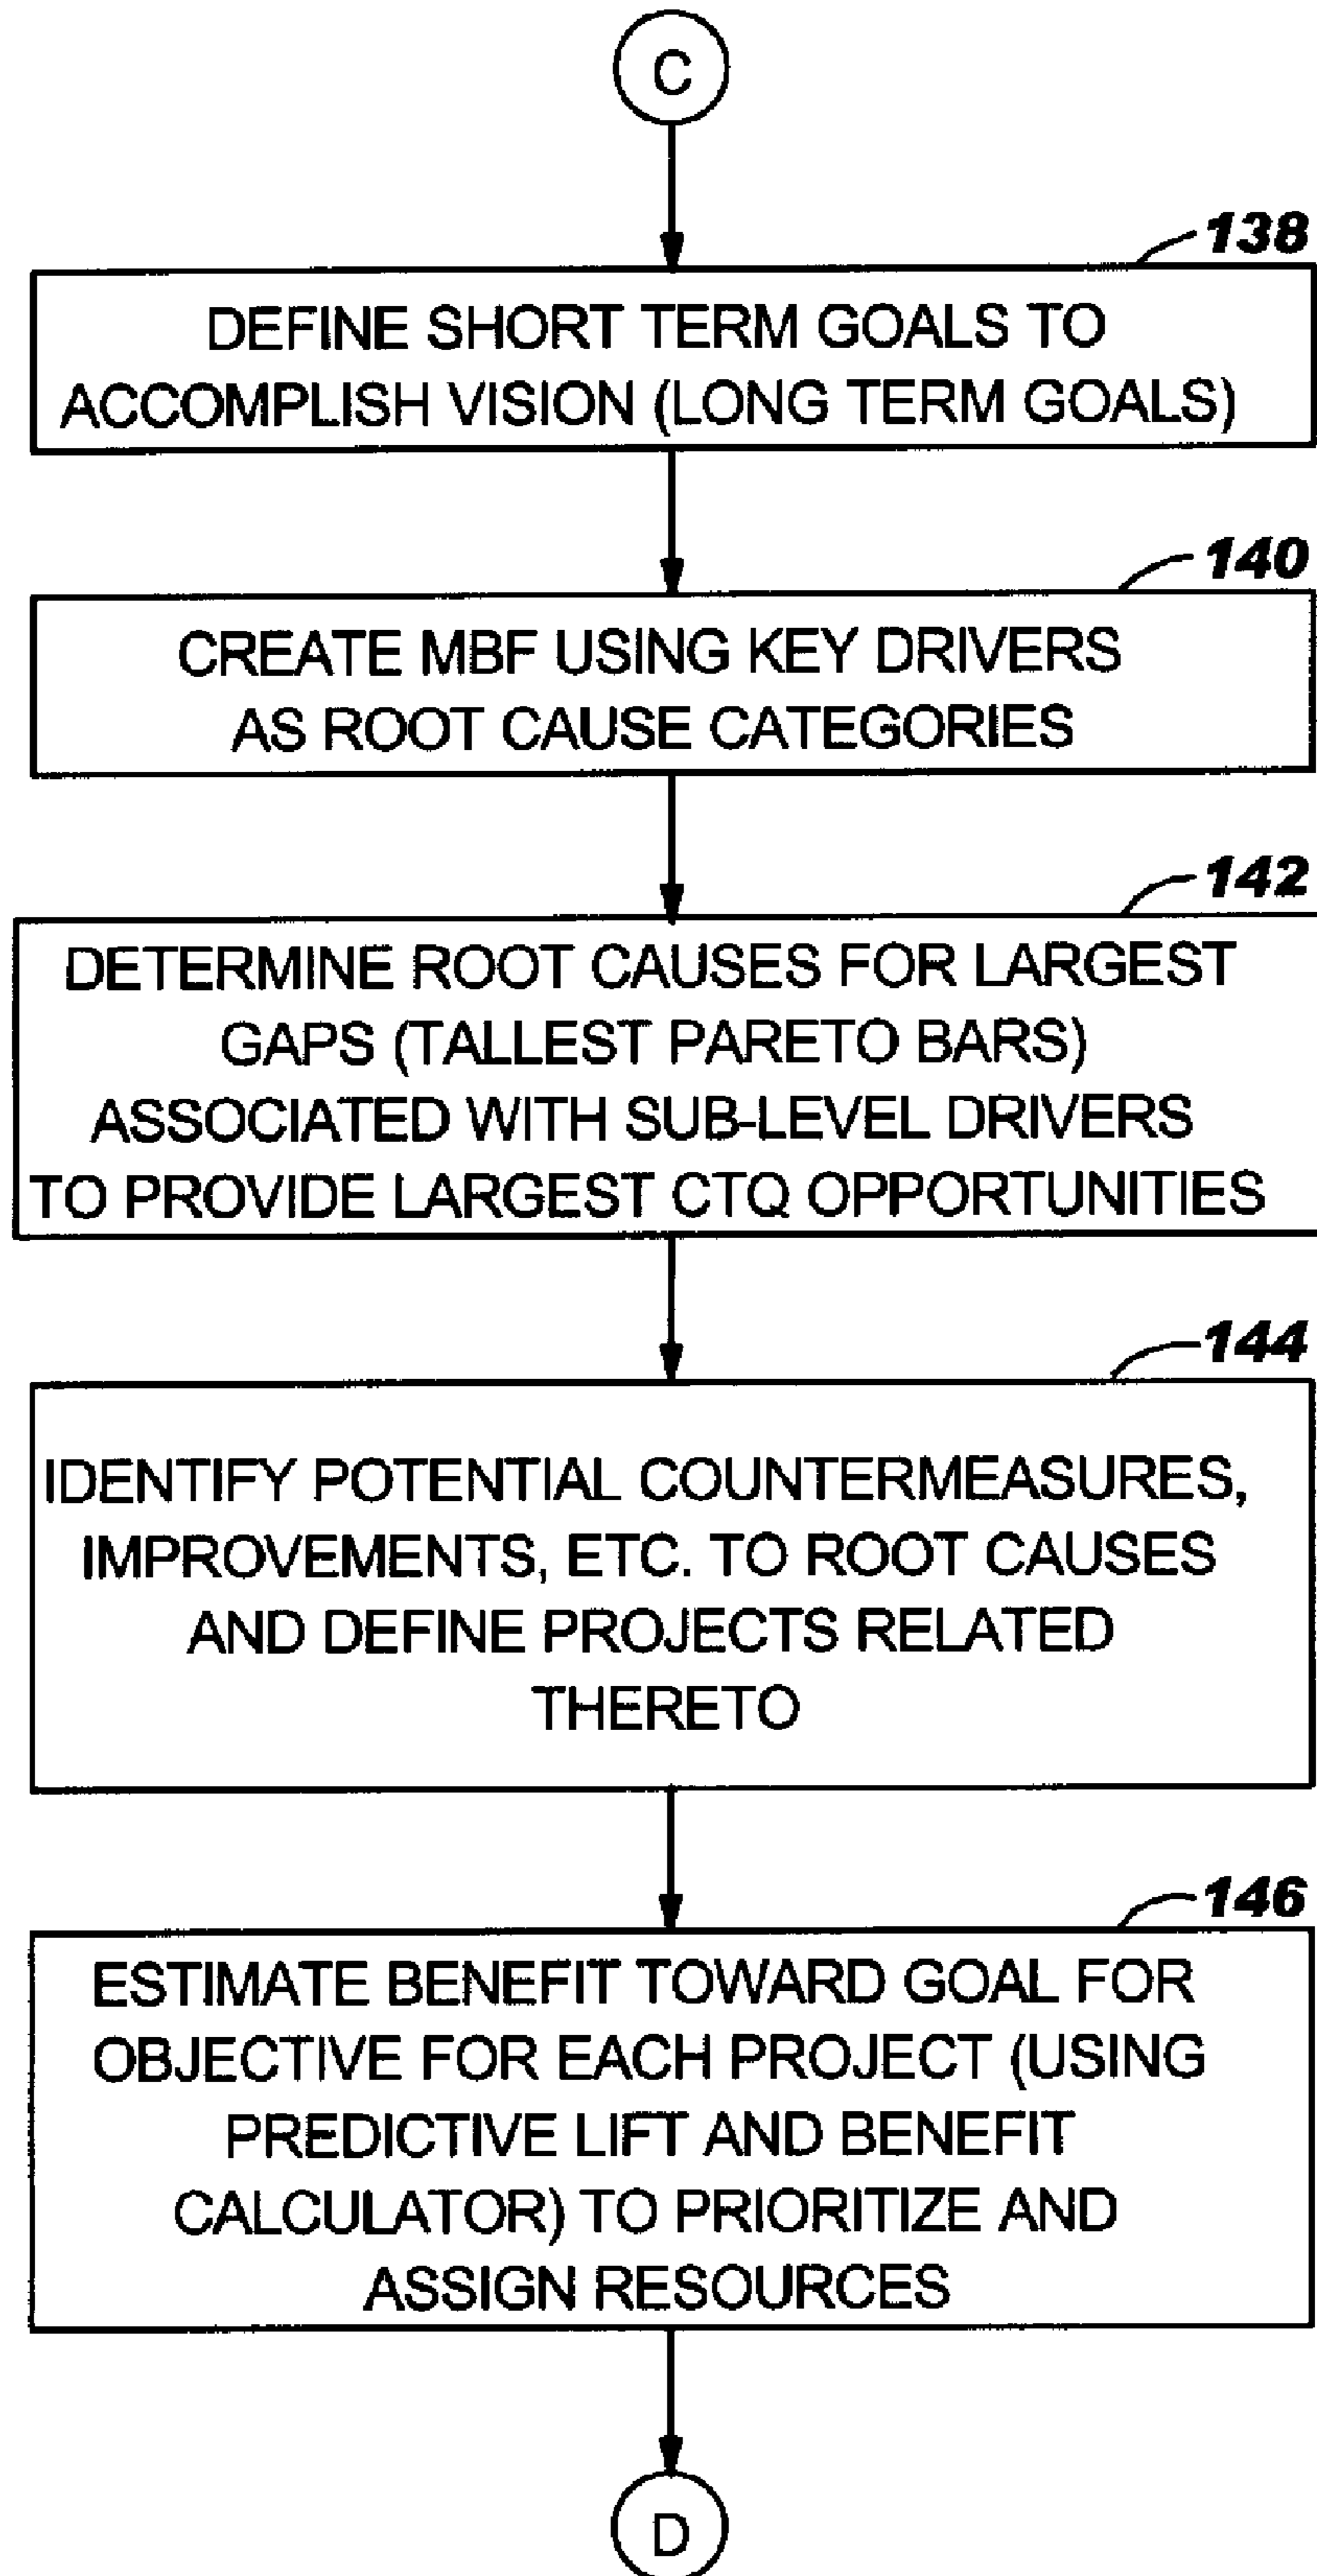 C
138
DEFINE SHORT TERM GOALS TO
ACCOMPLISH VISION (LONG TERM GOALS)
140
CREATE MBF USING KEY DRIVERS
AS ROOT CAUSE CATEGORIES
142
DETERMINE ROOT CAUSES FOR LARGEST
GAPS (TALLEST PARETO BARS)
ASSOCIATED WITH SUB-LEVEL DRIVERS
TO PROVIDE LARGEST CTQ OPPORTUNITIES
144
IDENTIFY POTENTIAL COUNTERMEASURES,
IMPROVEMENTS, ETC. TO ROOT CAUSES
AND DEFINE PROJECTS RELATED
THERETO
146
ESTIMATE BENEFIT TOWARD GOAL FOR
OBJECTIVE FOR EACH PROJECT (USING
PREDICTIVE LIFT AND BENEFIT
CALCULATOR) TO PRIORITIZE AND
ASSIGN RESOURCES
D